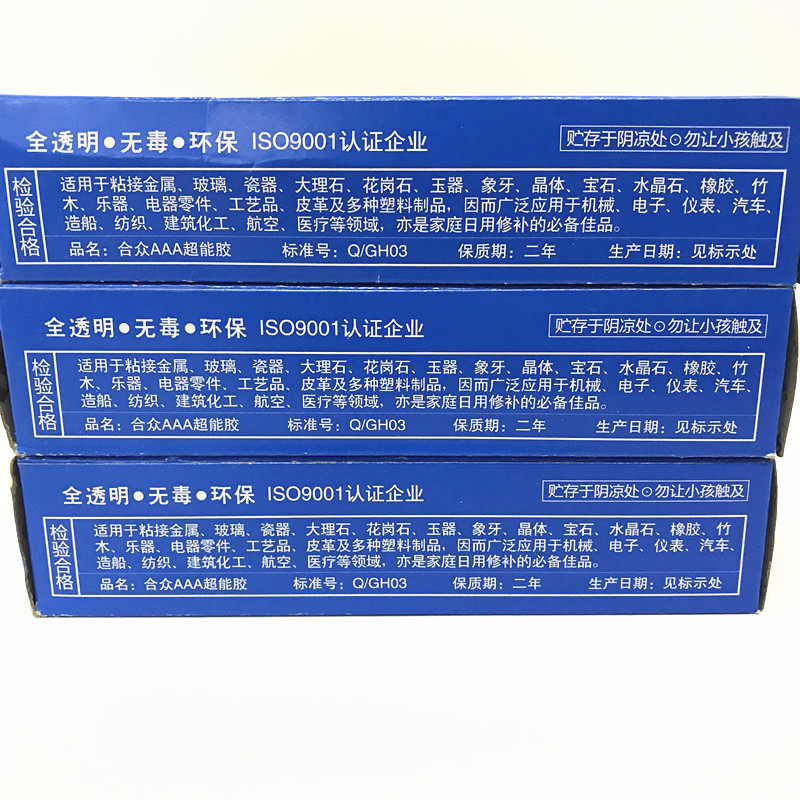 全透明●无毒●环保 ISO9001认证企业 贮存于阴凉处⊙勿让小孩触及
检验合格
适用于粘接金属、玻璃、瓷器、大理石、花岗石、玉器、象牙、晶体、宝石、水晶石、橡胶、竹
木、乐器、电器零件、工艺品、皮革及多种塑料制品，因而广泛应用于机械、电子、仪表、汽车、
造船、纺织、建筑化工、航空、医疗等领域，亦是家庭日用修补的必备佳品。
品名：合众AAA超能胶 标准号：Q/GH03 保质期：二年 生产日期：见标示处
全透明●无毒●环保 ISO9001认证企业 贮存于阴凉处⊙勿让小孩触及
检验合格
适用于粘接金属、玻璃、瓷器、大理石、花岗石、玉器、象牙、晶体、宝石、水晶石、橡胶、竹
木、乐器、电器零件、工艺品、皮革及多种塑料制品，因而广泛应用于机械、电子、仪表、汽车、
造船、纺织、建筑化工、航空、医疗等领域，亦是家庭日用修补的必备佳品。
品名：合众AAA超能胶 标准号：Q/GH03 保质期：二年 生产日期：见标示处
全透明●无毒●环保 ISO9001认证企业 贮存于阴凉处⊙勿让小孩触及
检验合格
适用于粘接金属、玻璃、瓷器、大理石、花岗石、玉器、象牙、晶体、宝石、水晶石、橡胶、竹
木、乐器、电器零件、工艺品、皮革及多种塑料制品，因而广泛应用于机械、电子、仪表、汽车、
造船、纺织、建筑化工、航空、医疗等领域，亦是家庭日用修补的必备佳品。
品名：合众AAA超能胶 标准号：Q/GH03 保质期：二年 生产日期：见标示处